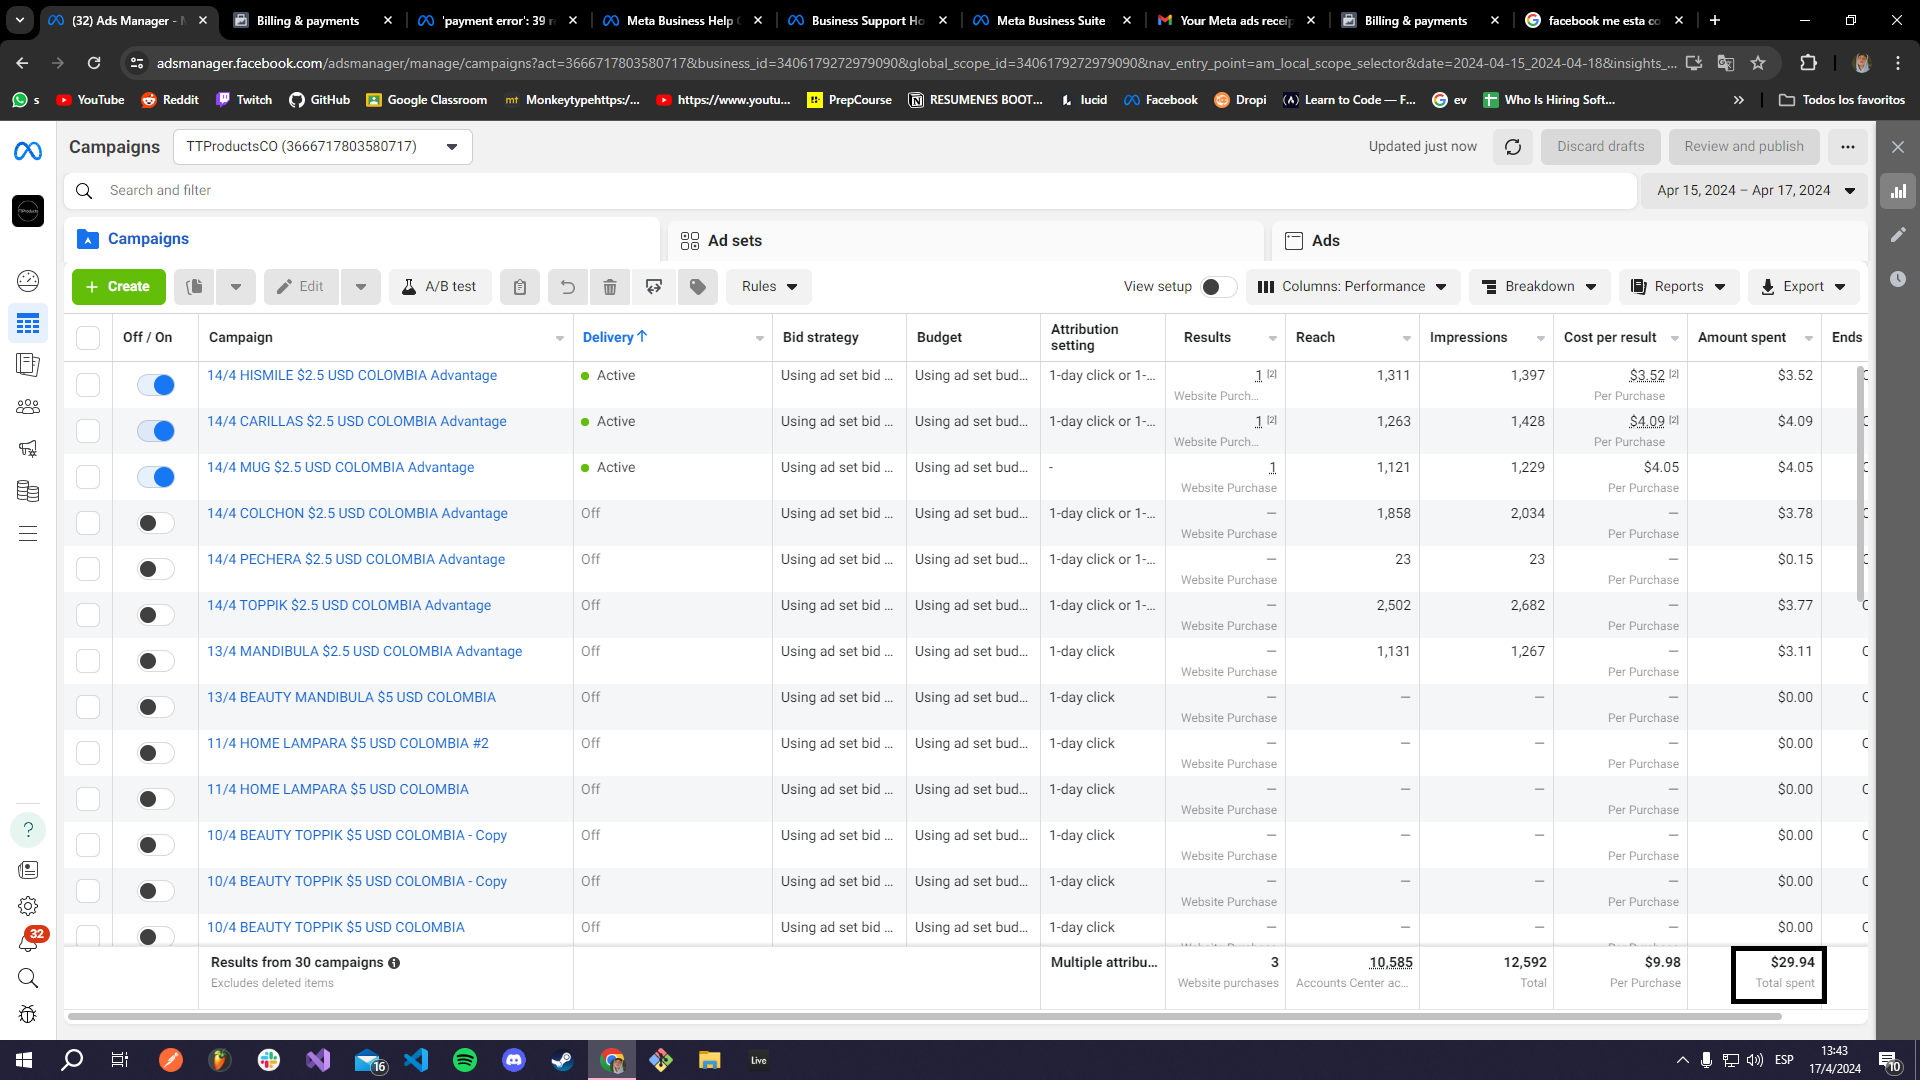 (32) Ads Manager - M
Billing & payments
'payment error': 39 r
Meta Business Help C
Business Support Ho
Meta Business Suite
Your Meta ads receip
Billing & payments
facebook me esta co
adsmanager.facebook.com/adsmanager/manage/campaigns?act=3666717803580717&business_id=3406179272979090&global_scope_id=3406179272979090&nav_entry_point=am_local_scope_selector&date=2024-04-15_2024-04-18&insights_...
s
YouTube
Reddit
Twitch
GitHub
Google Classroom
mt Monkeytypehttps:/...
https://www.youtu...
PrepCourse
RESUMENES BOOT...
lucid
Facebook
Dropi
Learn to Code — F...
ev
Who Is Hiring Soft...
Todos los favoritos
Campaigns
TTProductsCO (3666717803580717)
Updated just now
Discard drafts
Review and publish
Search and filter
Apr 15, 2024 – Apr 17, 2024
Campaigns
Ad sets
Ads
+ Create
Edit
A/B test
Rules
View setup
Columns: Performance
Breakdown
Reports
Export
Off / On
Campaign
Delivery ↑
Bid strategy
Budget
Attribution setting
Results
Reach
Impressions
Cost per result
Amount spent
Ends
14/4 HISMILE $2.5 USD COLOMBIA Advantage Active Using ad set bid ... Using ad set bud... 1-day click or 1-... 1 [2] 1,311 1,397 $3.52 [2] $3.52
Website Purch... Per Purchase
14/4 CARILLAS $2.5 USD COLOMBIA Advantage Active Using ad set bid ... Using ad set bud... 1-day click or 1-... 1 [2] 1,263 1,428 $4.09 [2] $4.09
Website Purch... Per Purchase
14/4 MUG $2.5 USD COLOMBIA Advantage Active Using ad set bid ... Using ad set bud... - 1 1,121 1,229 $4.05 $4.05
Website Purchase Per Purchase
14/4 COLCHON $2.5 USD COLOMBIA Advantage Off Using ad set bid ... Using ad set bud... 1-day click or 1-... — 1,858 2,034 — $3.78
Website Purchase Per Purchase
14/4 PECHERA $2.5 USD COLOMBIA Advantage Off Using ad set bid ... Using ad set bud... 1-day click or 1-... — 23 23 — $0.15
Website Purchase Per Purchase
14/4 TOPPIK $2.5 USD COLOMBIA Advantage Off Using ad set bid ... Using ad set bud... 1-day click or 1-... — 2,502 2,682 — $3.77
Website Purchase Per Purchase
13/4 MANDIBULA $2.5 USD COLOMBIA Advantage Off Using ad set bid ... Using ad set bud... 1-day click — 1,131 1,267 — $3.11
Website Purchase Per Purchase
13/4 BEAUTY MANDIBULA $5 USD COLOMBIA Off Using ad set bid ... Using ad set bud... 1-day click — — — — $0.00
Website Purchase Per Purchase
11/4 HOME LAMPARA $5 USD COLOMBIA #2 Off Using ad set bid ... Using ad set bud... 1-day click — — — — $0.00
Website Purchase Per Purchase
11/4 HOME LAMPARA $5 USD COLOMBIA Off Using ad set bid ... Using ad set bud... 1-day click — — — — $0.00
Website Purchase Per Purchase
10/4 BEAUTY TOPPIK $5 USD COLOMBIA - Copy Off Using ad set bid ... Using ad set bud... 1-day click — — — — $0.00
Website Purchase Per Purchase
10/4 BEAUTY TOPPIK $5 USD COLOMBIA - Copy Off Using ad set bid ... Using ad set bud... 1-day click — — — — $0.00
Website Purchase Per Purchase
10/4 BEAUTY TOPPIK $5 USD COLOMBIA Off Using ad set bid ... Using ad set bud... 1-day click — — — — $0.00
Results from 30 campaigns Multiple attribu... 3 10,585 12,592 $9.98 $29.94
Excludes deleted items Website purchases Accounts Center ac... Total Per Purchase Total spent
32
16
Live
ESP
13:43
17/4/2024
10